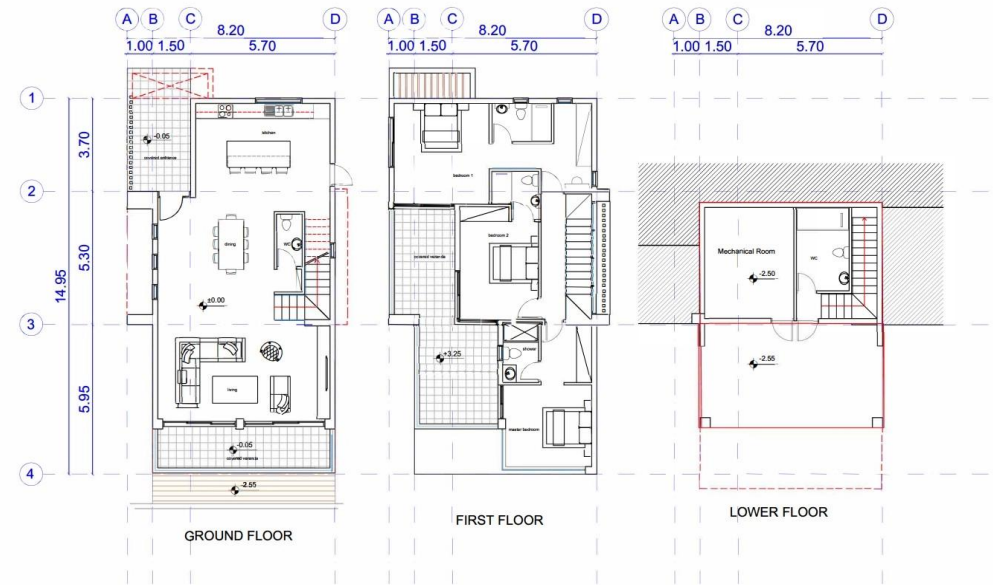 A B C D
8.20
1.00 1.50 5.70
A B C D
8.20
1.00 1.50 5.70
A B C D
8.20
1.00 1.50 5.70
1
2
3
4
3.70
5.30
5.95
14.95
-0.05
covered entrance
kitchen
dining
WC
±0.00
living
-0.05
covered veranda
-2.55
GROUND FLOOR
bedroom 1
bedroom 2
covered veranda
+3.25
shower
master bedroom
FIRST FLOOR
Mechanical Room
-2.50
WC
-2.55
LOWER FLOOR